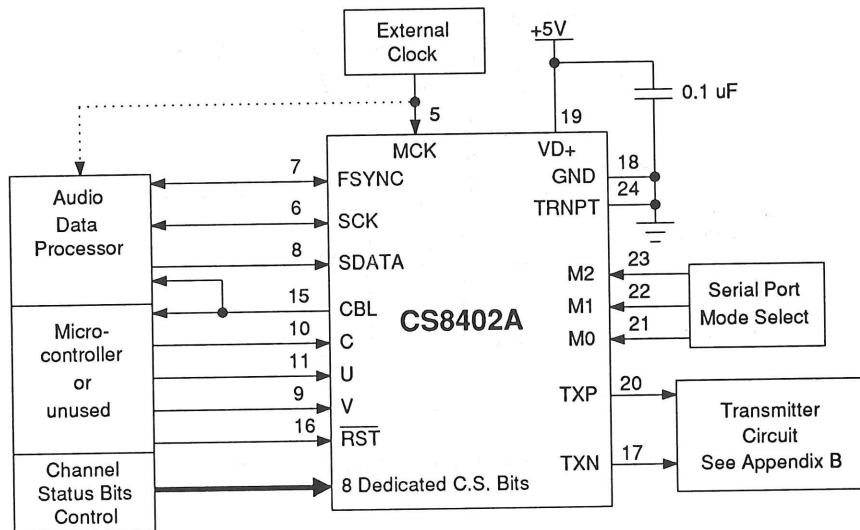 External
Clock
+5V
0.1 uF
5
19
MCK
VD+
7
FSYNC
GND
18
24
TRNPT
6
SCK
8
SDATA
15
CBL
10
C
11
U
9
V
16
RST
8 Dedicated C.S. Bits
CS8402A
M2
23
M1
22
M0
21
TXP
20
TXN
17
Audio
Data
Processor
Micro-
controller
or
unused
Channel
Status Bits
Control
Serial Port
Mode Select
Transmitter
Circuit
See Appendix B